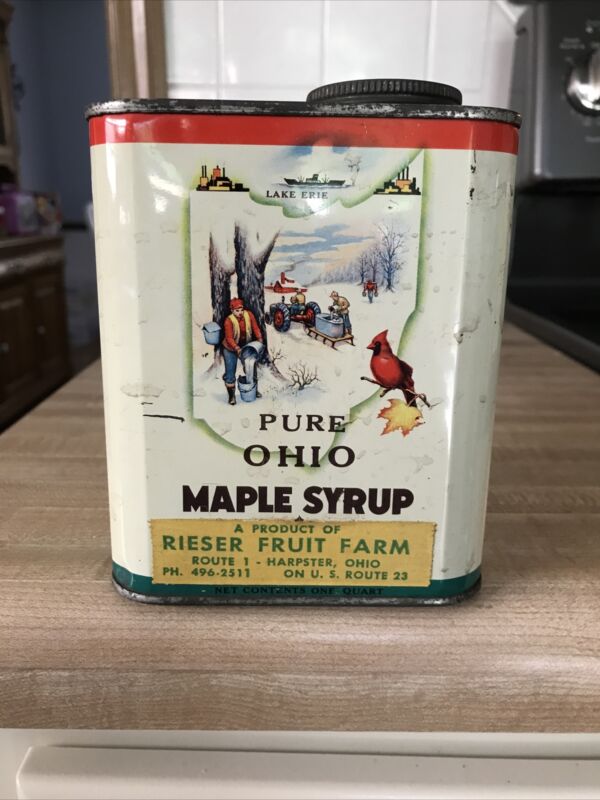 LAKE ERIE
PURE
OHIO
MAPLE SYRUP
A PRODUCT OF
RIESER FRUIT FARM
ROUTE 1 - HARPSTER, OHIO
PH. 496-2511 ON U. S. ROUTE 23
NET CONTENTS ONE QUART